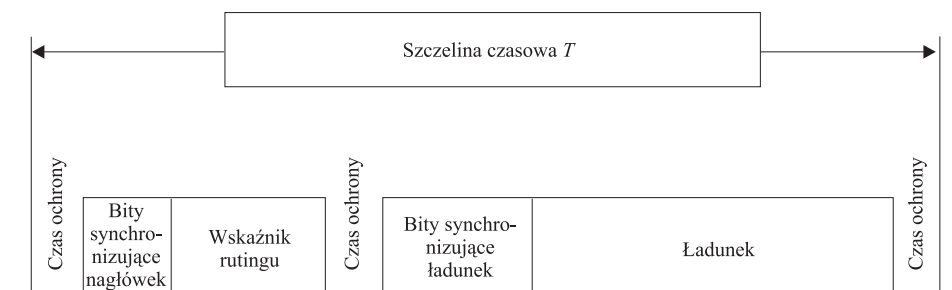 Szczelina czasowa T
Czas ochrony
Bity
synchro-
nizujące
nagłówek
Wskaźnik
rutingu
Czas ochrony
Bity synchro-
nizujące
ładunek
Ładunek
Czas ochrony